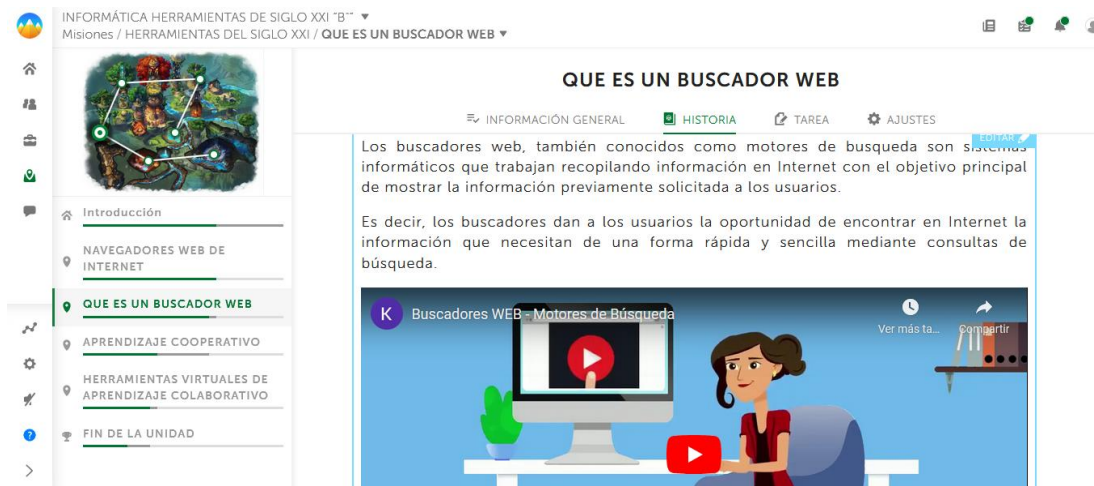 INFORMÁTICA HERRAMIENTAS DE SIGLO XXI "B"" ▼
Misiones / HERRAMIENTAS DEL SIGLO XXI / QUE ES UN BUSCADOR WEB ▼
QUE ES UN BUSCADOR WEB
INFORMACIÓN GENERAL
HISTORIA
TAREA
AJUSTES
EDITAR
Introducción
NAVEGADORES WEB DE
INTERNET
QUE ES UN BUSCADOR WEB
APRENDIZAJE COOPERATIVO
HERRAMIENTAS VIRTUALES DE
APRENDIZAJE COLABORATIVO
FIN DE LA UNIDAD
Los buscadores web, también conocidos como motores de busqueda son sistemas
informáticos que trabajan recopilando información en Internet con el objetivo principal
de mostrar la información previamente solicitada a los usuarios.
Es decir, los buscadores dan a los usuarios la oportunidad de encontrar en Internet la
información que necesitan de una forma rápida y sencilla mediante consultas de
búsqueda.
K
Buscadores WEB - Motores de Búsqueda
Ver más ta...
Compartir